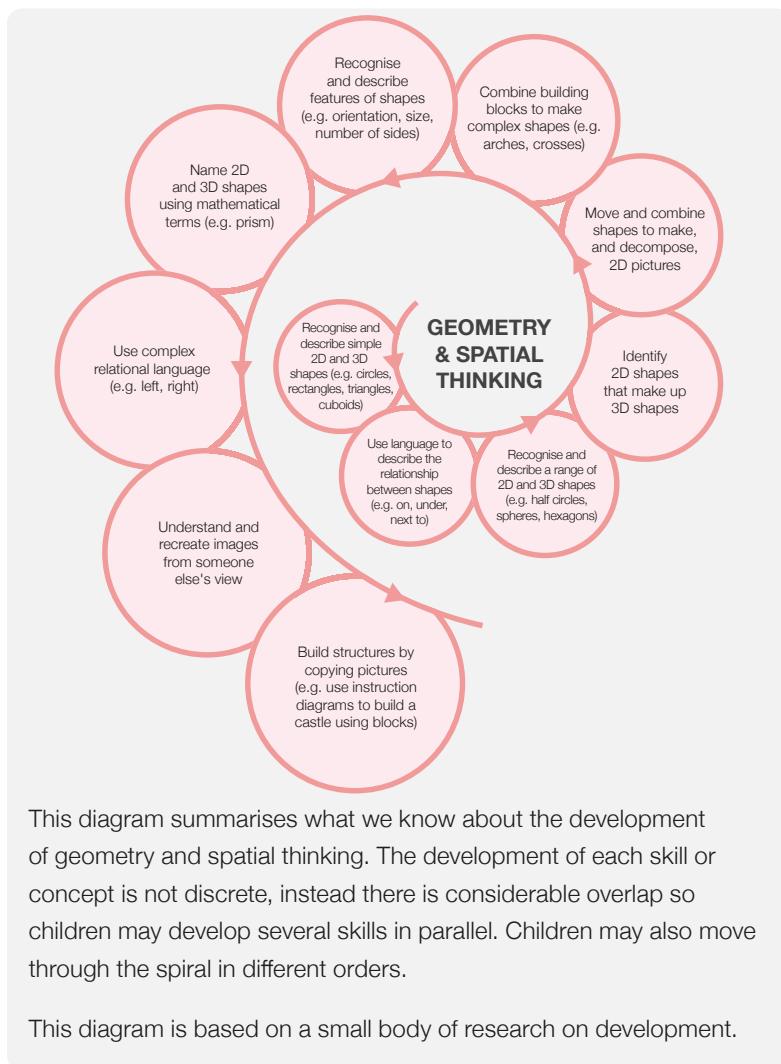 GEOMETRY
& SPATIAL
THINKING
Recognise and
describe simple
2D and 3D
shapes (e.g. circles,
rectangles, triangles,
cuboids)
Use language to
describe the
relationship
between shapes
(e.g. on, under,
next to)
Recognise and
describe a range of
2D and 3D shapes
(e.g. half circles,
spheres, hexagons)
Identify
2D shapes
that make up
3D shapes
Move and combine
shapes to make,
and decompose,
2D pictures
Combine building
blocks to make
complex shapes (e.g.
arches, crosses)
Recognise
and describe
features of shapes
(e.g. orientation, size,
number of sides)
Name 2D
and 3D shapes
using mathematical
terms (e.g. prism)
Use complex
relational language
(e.g. left, right)
Understand and
recreate images
from someone
else's view
Build structures by
copying pictures
(e.g. use instruction
diagrams to build a
castle using blocks)
This diagram summarises what we know about the development
of geometry and spatial thinking. The development of each skill or
concept is not discrete, instead there is considerable overlap so
children may develop several skills in parallel. Children may also move
through the spiral in different orders.
This diagram is based on a small body of research on development.